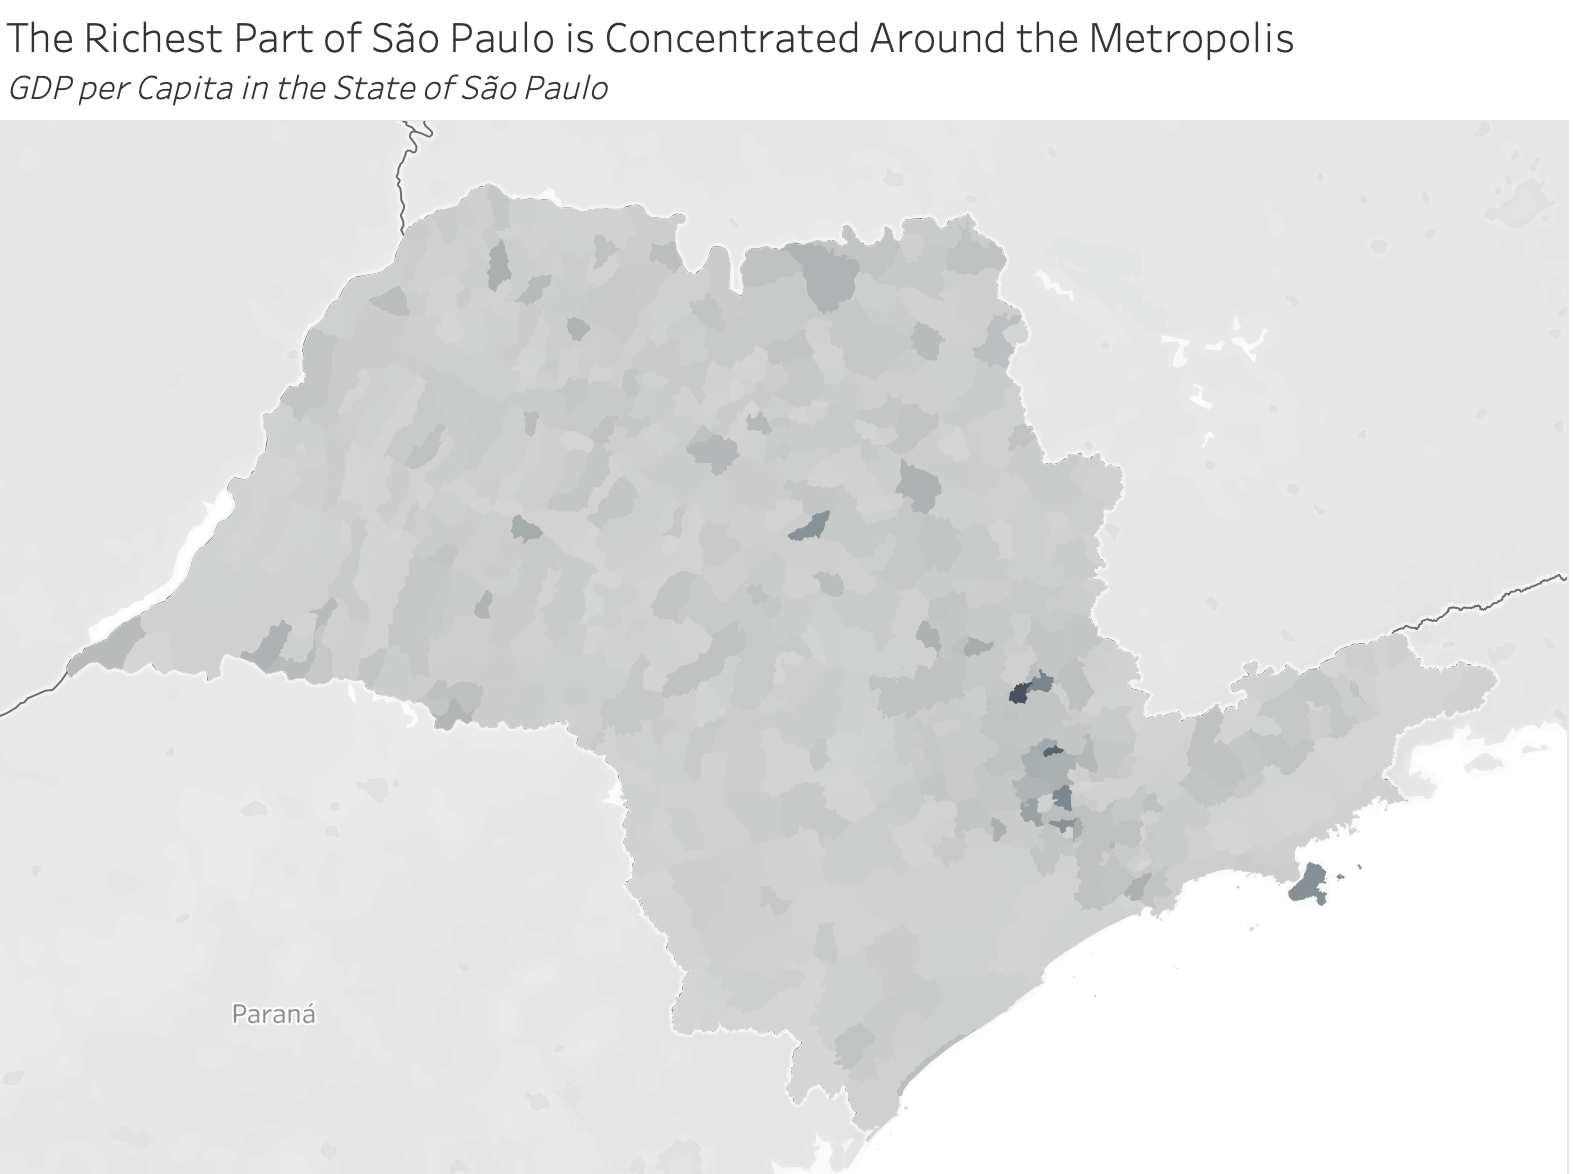 The Richest Part of São Paulo is Concentrated Around the Metropolis
GDP per Capita in the State of São Paulo
Paraná